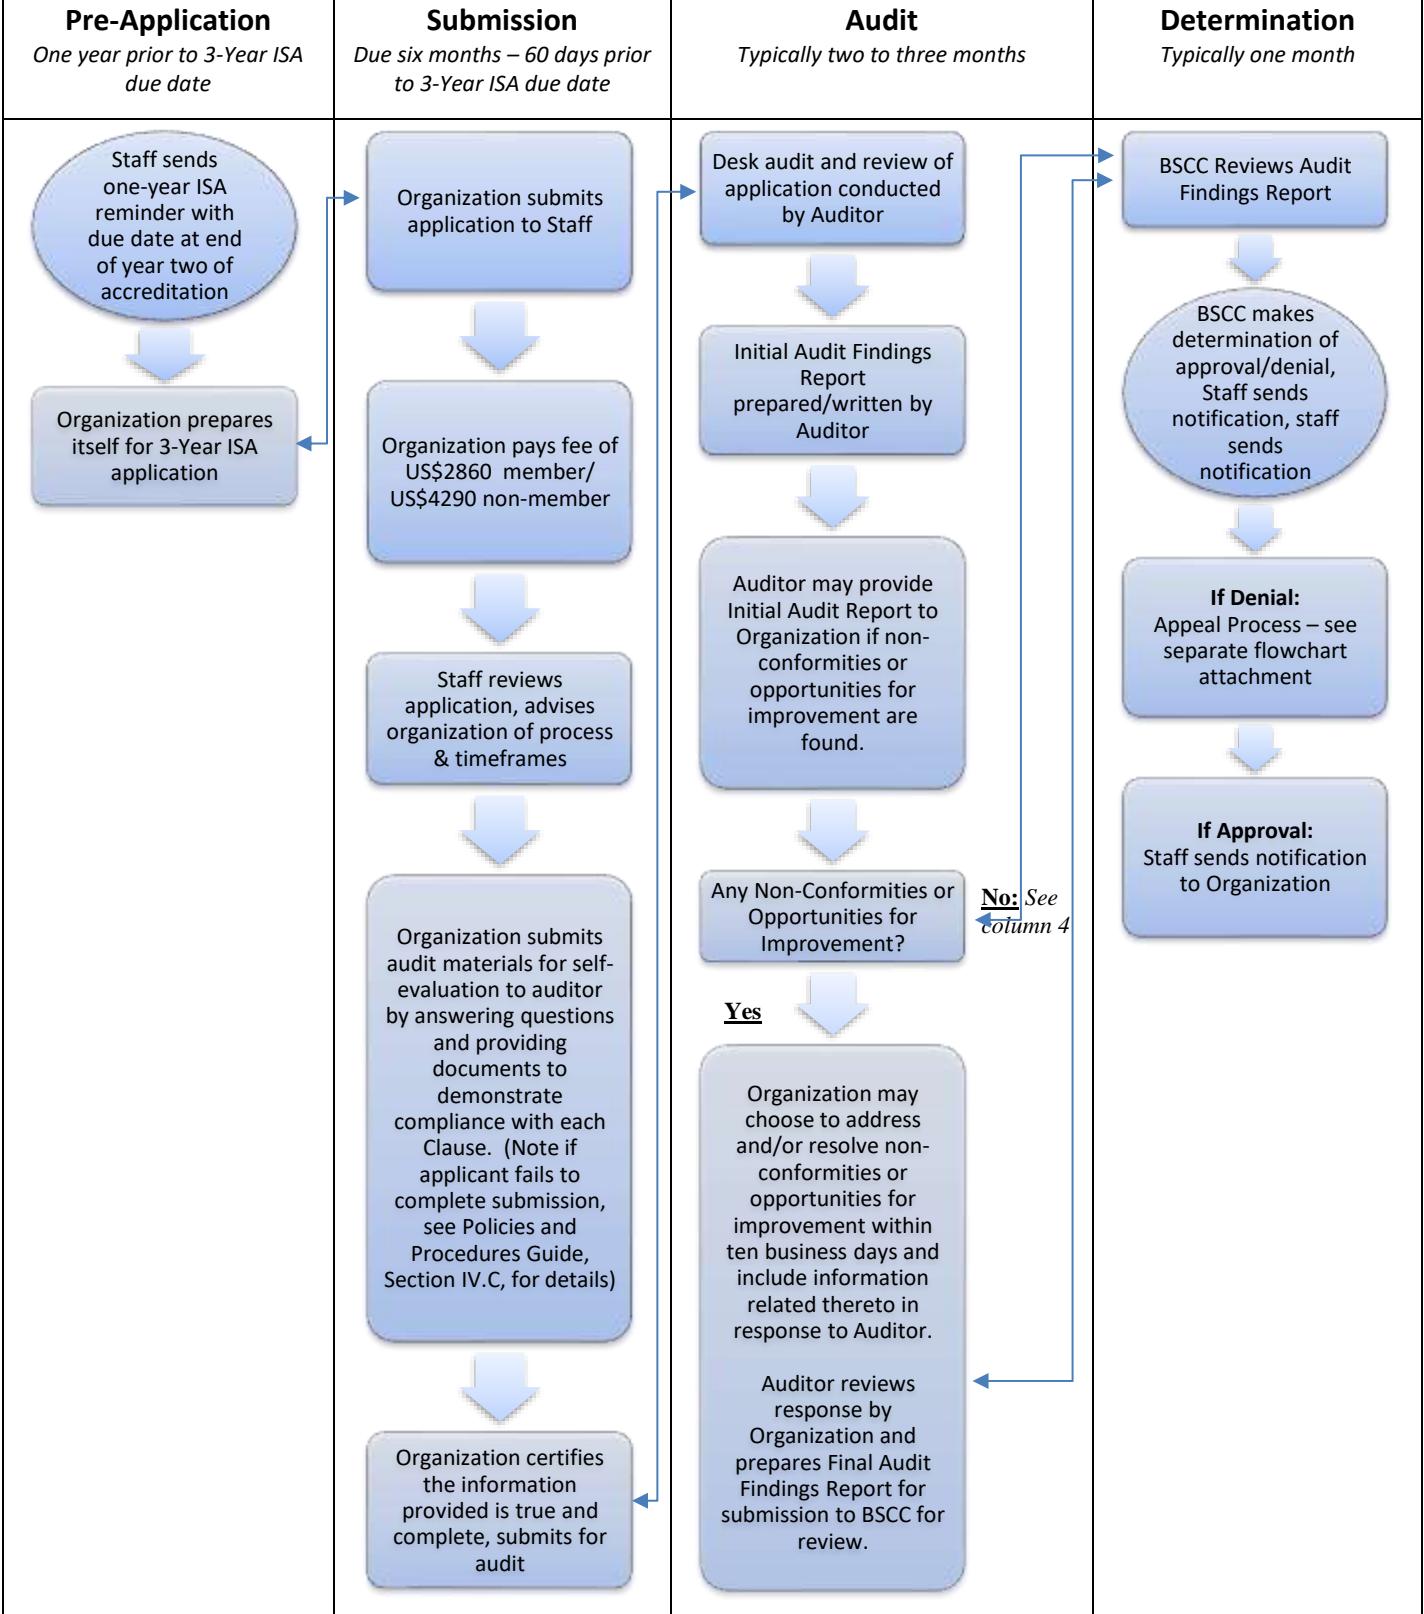 Pre-Application
One year prior to 3-Year ISA
due date
Submission
Due six months – 60 days prior
to 3-Year ISA due date
Audit
Typically two to three months
Determination
Typically one month
Staff sends
one-year ISA
reminder with
due date at end
of year two of
accreditation
Organization prepares
itself for 3-Year ISA
application
Organization submits
application to Staff
Organization pays fee of
US$2860 member/
US$4290 non-member
Staff reviews
application, advises
organization of process
& timeframes
Organization submits
audit materials for self-
evaluation to auditor
by answering questions
and providing
documents to
demonstrate
compliance with each
Clause. (Note if
applicant fails to
complete submission,
see Policies and
Procedures Guide,
Section IV.C, for details)
Organization certifies
the information
provided is true and
complete, submits for
audit
Desk audit and review of
application conducted
by Auditor
Initial Audit Findings
Report
prepared/written by
Auditor
Auditor may provide
Initial Audit Report to
Organization if non-
conformities or
opportunities for
improvement are
found.
Any Non-Conformities or
Opportunities for
Improvement?
No: See
column 4
Yes
Organization may
choose to address
and/or resolve non-
conformities or
opportunities for
improvement within
ten business days and
include information
related thereto in
response to Auditor.
Auditor reviews
response by
Organization and
prepares Final Audit
Findings Report for
submission to BSCC for
review.
BSCC Reviews Audit
Findings Report
BSCC makes
determination of
approval/denial,
Staff sends
notification, staff
sends
notification
If Denial:
Appeal Process – see
separate flowchart
attachment
If Approval:
Staff sends notification
to Organization